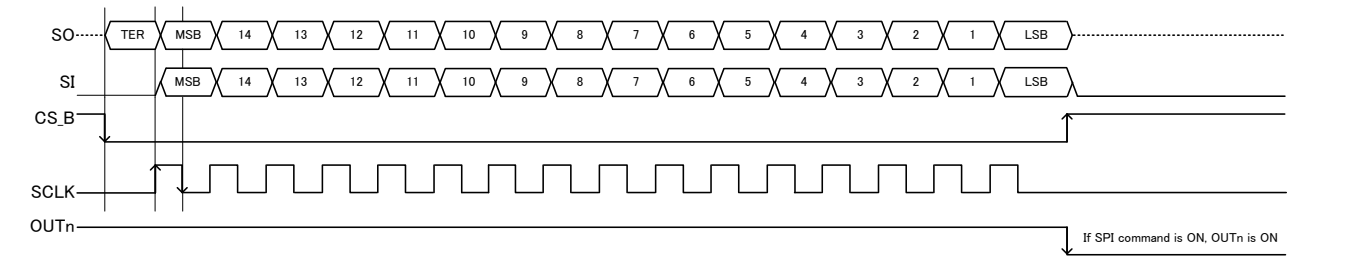 SO TER MSB 14 13 12 11 10 9 8 7 6 5 4 3 2 1 LSB
SI MSB 14 13 12 11 10 9 8 7 6 5 4 3 2 1 LSB
CS_B
SCLK
OUTn
If SPI command is ON, OUTn is ON